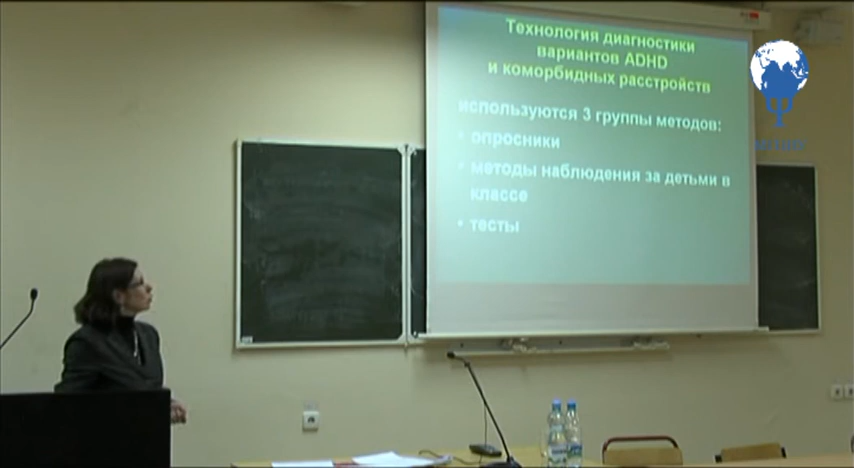 Технология диагностики
вариантов ADHD
и коморбидных расстройств
используются 3 группы методов:
• опросники
• методы наблюдения за детьми в
классе
• тесты